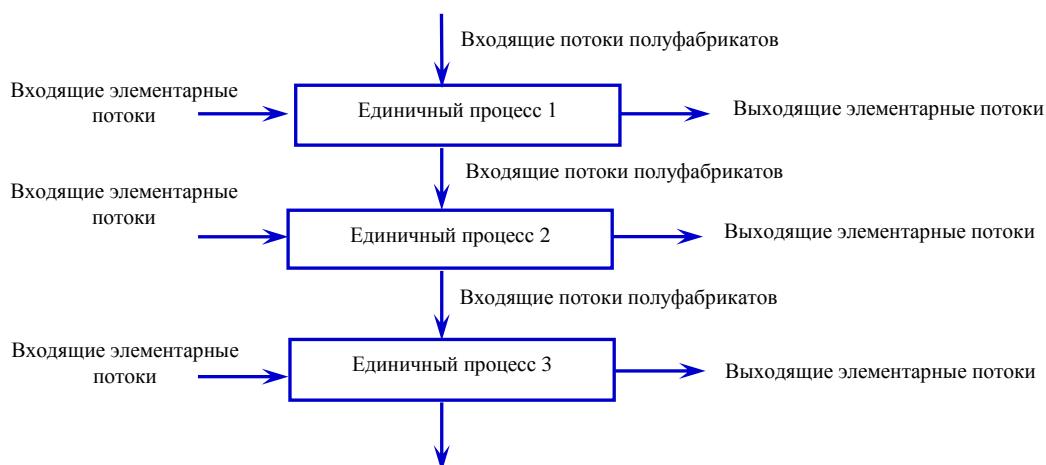 Входящие потоки полуфабрикатов
Входящие элементарные
потоки
Единичный процесс 1
Выходящие элементарные потоки
Входящие потоки полуфабрикатов
Входящие элементарные
потоки
Единичный процесс 2
Выходящие элементарные потоки
Входящие потоки полуфабрикатов
Входящие элементарные
потоки
Единичный процесс 3
Выходящие элементарные потоки